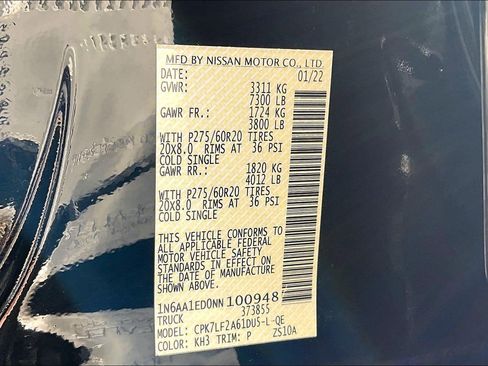 MFD BY NISSAN MOTOR CO., LTD.
DATE: 01/22
GVWR: 3311 KG
7300 LB
GAWR FR.: 1724 KG
3800 LB
WITH P275/60R20 TIRES
20X8.0 RIMS AT 36 PSI
COLD SINGLE
GAWR RR.: 1820 KG
4012 LB
WITH P275/60R20 TIRES
20X8.0 RIMS AT 36 PSI
COLD SINGLE
THIS VEHICLE CONFORMS TO
ALL APPLICABLE FEDERAL
MOTOR VEHICLE SAFETY
STANDARDS IN EFFECT ON
THE DATE OF MANUFACTURE
SHOWN ABOVE.
1N6AA1ED0NN100948
TRUCK 373855
MODEL: CPK7LF2A61DU5-L-QE
COLOR: KH3 TRIM: P ZS10A